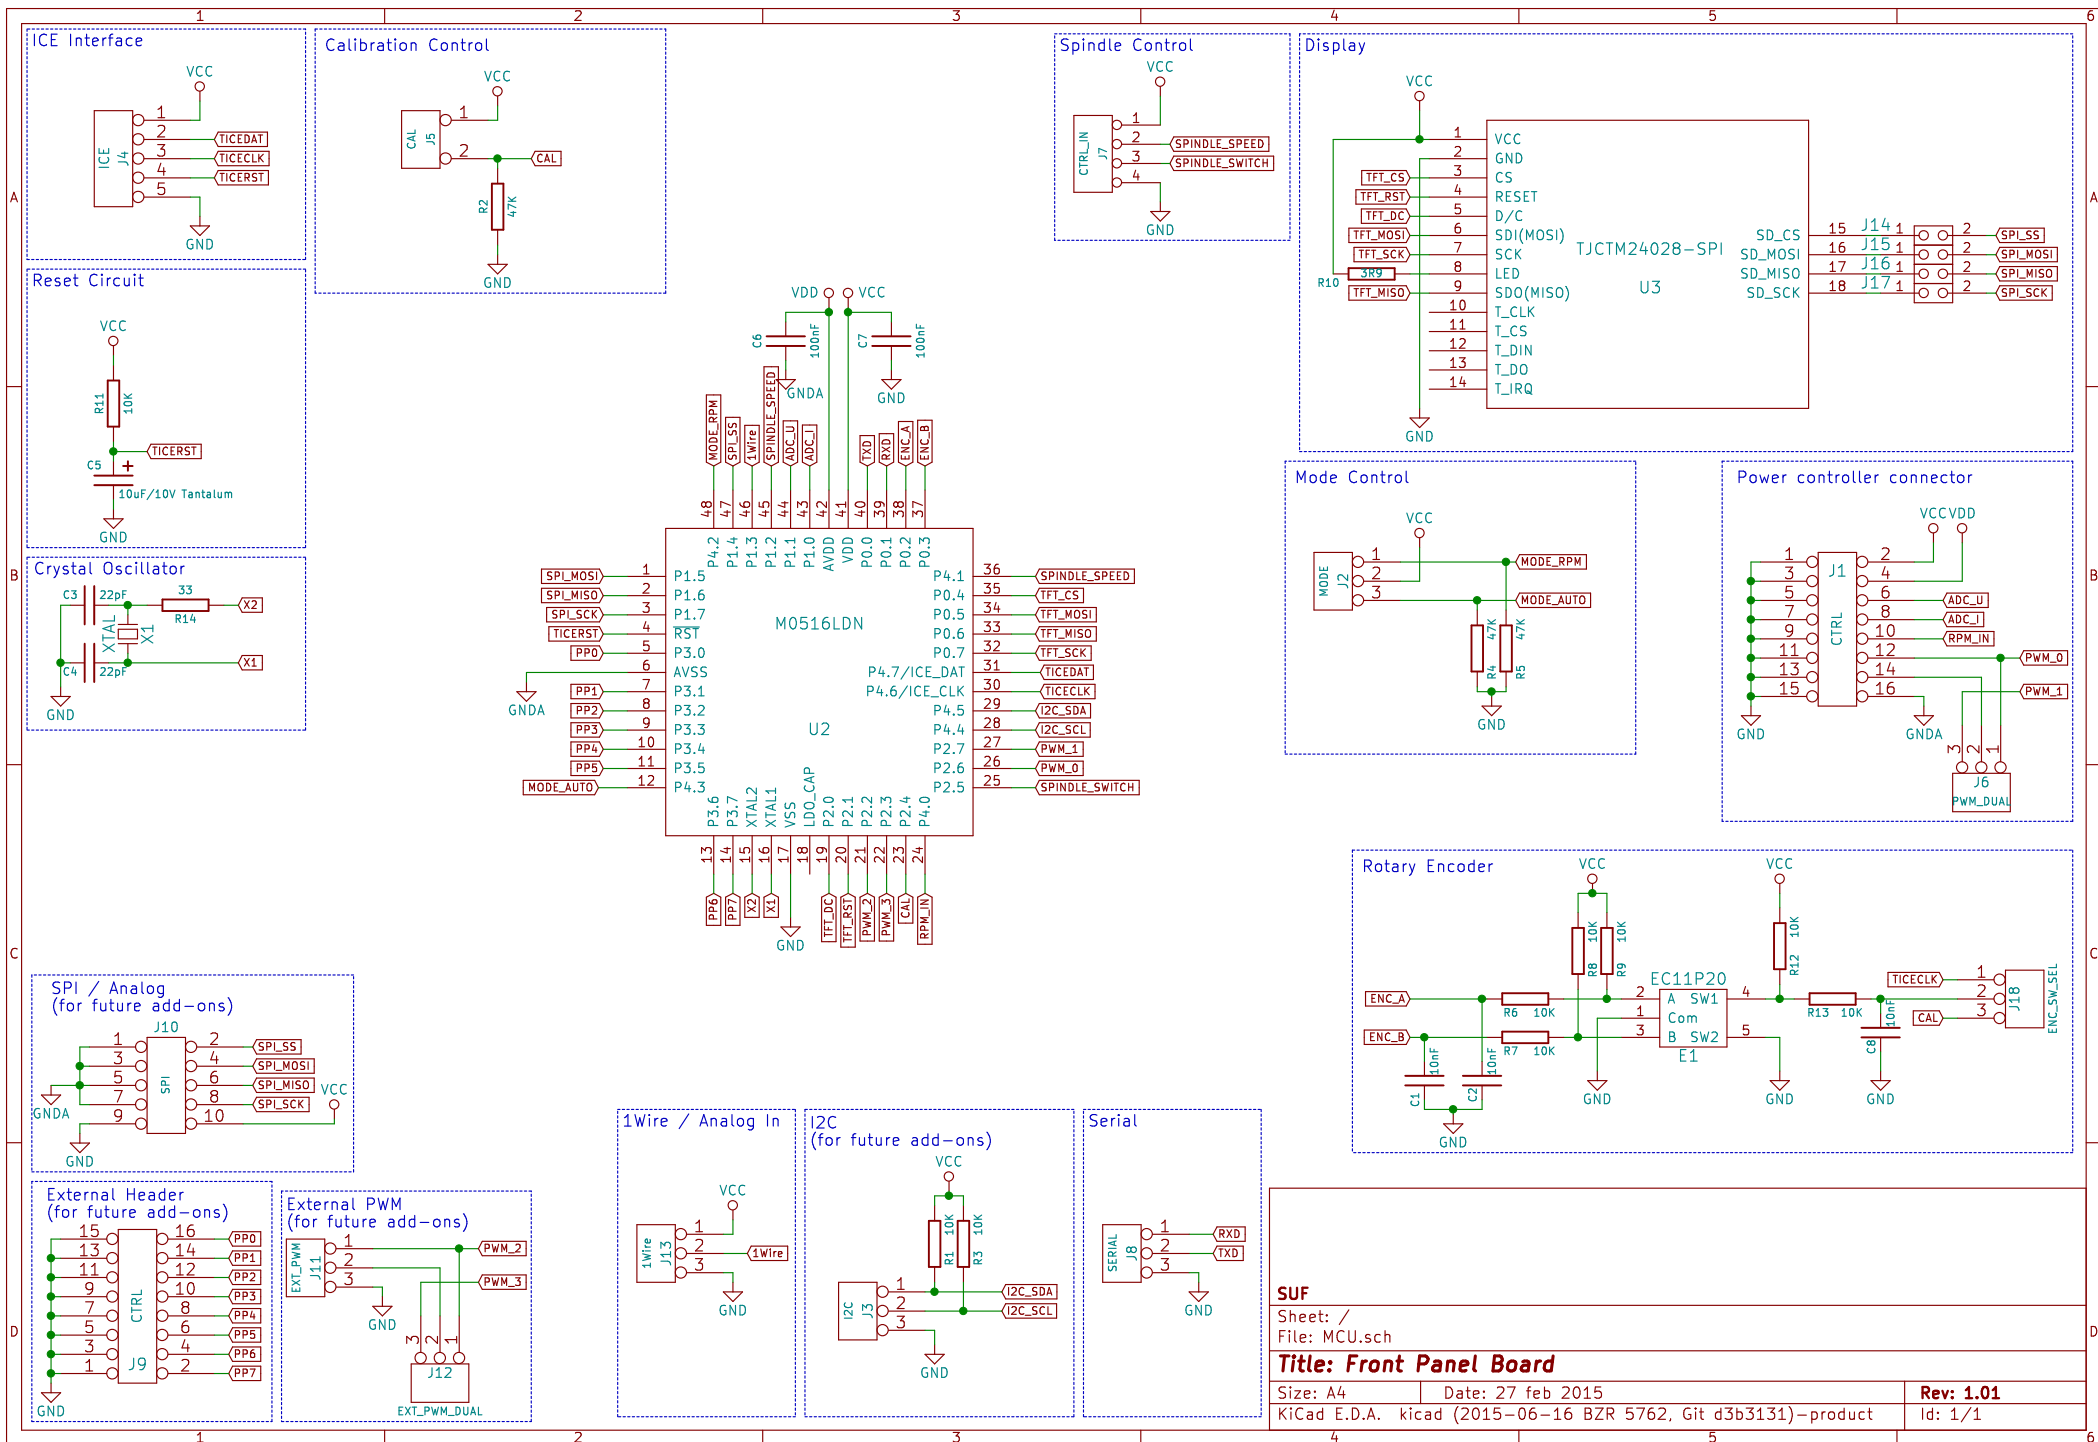 1 2 3 4 5 6
A
B
C
D
A
B
C
D
1 2 3 4 5 6
ICE Interface
VCC
ICE
J4
1
2 TICEDAT
3 TICECLK
4 TICERST
5
GND
Calibration Control
VCC
CAL
J5
1
2 CAL
R2
47K
GND
Spindle Control
VCC
CTRL_IN
J7
1
2 SPINDLE_SPEED
3 SPINDLE_SWITCH
4
GND
Display
VCC
1 VCC
2 GND
TFT_CS 3 CS
TFT_RST 4 RESET
TFT_DC 5 D/C
TFT_MOSI 6 SDI(MOSI)
TFT_SCK 7 SCK
R10 3R9 8 LED
TFT_MISO 9 SDO(MISO)
10 T_CLK
11 T_CS
12 T_DIN
13 T_DO
14 T_IRQ
GND
TJCTM24028-SPI
U3
SD_CS 15 J14 1 2 SPI_SS
SD_MOSI 16 J15 1 2 SPI_MOSI
SD_MISO 17 J16 1 2 SPI_MISO
SD_SCK 18 J17 1 2 SPI_SCK
Reset Circuit
VCC
R11
10K
TICERST
C5
+
10uF/10V Tantalum
GND
Crystal Oscillator
C3 22pF 33 R14 X2
XTAL X1
C4 22pF X1
GND
VDD VCC
C6 100nF
GNDA
C7 100nF
GND
MODE_RPM 48 P4.2
SPI_SS 47 P1.4
1Wire 46 P1.3
SPINDLE_SPEED 45 P1.2
ADC_U 44 P1.1
ADC_I 43 P1.0
42 AVDD
41 VDD
TXD 40 P0.0
RXD 39 P0.1
ENC_A 38 P0.2
ENC_B 37 P0.3
M0516LDN
U2
SPI_MOSI 1 P1.5
SPI_MISO 2 P1.6
SPI_SCK 3 P1.7
TICERST 4 RST
PP0 5 P3.0
6 AVSS
GNDA
PP1 7 P3.1
PP2 8 P3.2
PP3 9 P3.3
PP4 10 P3.4
PP5 11 P3.5
MODE_AUTO 12 P4.3
P4.1 36 SPINDLE_SPEED
P0.4 35 TFT_CS
P0.5 34 TFT_MOSI
P0.6 33 TFT_MISO
P0.7 32 TFT_SCK
P4.7/ICE_DAT 31 TICEDAT
P4.6/ICE_CLK 30 TICECLK
P4.5 29 I2C_SDA
P4.4 28 I2C_SCL
P2.7 27 PWM_1
P2.6 26 PWM_0
P2.5 25 SPINDLE_SWITCH
P3.6 13 PP6
P3.7 14 PP7
XTAL2 15 X2
XTAL1 16 X1
VSS 17
GND
LDO_CAP 18
P2.0 19 TFT_DC
P2.1 20 TFT_RST
P2.2 21 PWM_2
P2.3 22 PWM_3
P2.4 23 CAL
P4.0 24 RPM_IN
Mode Control
VCC
MODE
J2
1 MODE_RPM
2
3 MODE_AUTO
R4 47K
R5 47K
GND
Power controller connector
VCC VDD
J1
CTRL
1 2
3 4
5 6 ADC_U
7 8 ADC_I
9 10 RPM_IN
11 12 PWM_0
13 14
15 16 PWM_1
GND
GNDA
3 2 1
J6
PWM_DUAL
Rotary Encoder
VCC
VCC
R8 10K
R9 10K
R12 10K
EC11P20
ENC_A R6 10K 2 A SW1 4
1 Com
ENC_B R7 10K 3 B SW2 5
E1
R13 10K
C1 10nF
C2 10nF
C8 10nF
GND
GND
GND
GND
TICECLK 1
2
CAL 3
J18
ENC_SW_SEL
SPI / Analog
(for future add-ons)
J10
SPI
1 2 SPI_SS
3 4 SPI_MOSI
5 6 SPI_MISO
7 8 SPI_SCK
9 10
VCC
GNDA
GND
External Header
(for future add-ons)
15 16 PP0
13 14 PP1
11 12 PP2
9 10 PP3
7 8 PP4
5 6 PP5
3 4 PP6
1 2 PP7
CTRL
J9
GND
External PWM
(for future add-ons)
EXT_PWM
J11
1 PWM_2
2
3 PWM_3
GND
3 2 1
J12
EXT_PWM_DUAL
1Wire / Analog In
VCC
1Wire
J13
1
2 1Wire
3
GND
I2C
(for future add-ons)
VCC
R1 10K
R3 10K
I2C
J3
1 I2C_SDA
2 I2C_SCL
3
GND
Serial
SERIAL
J8
1 RXD
2 TXD
3
GND
SUF
Sheet: /
File: MCU.sch
Title: Front Panel Board
Size: A4 Date: 27 feb 2015 Rev: 1.01
KiCad E.D.A. kicad (2015-06-16 BZR 5762, Git d3b3131)-product Id: 1/1